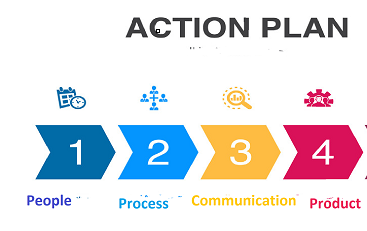 ACTION PLAN
1 2 3 4
People Process Communication Product